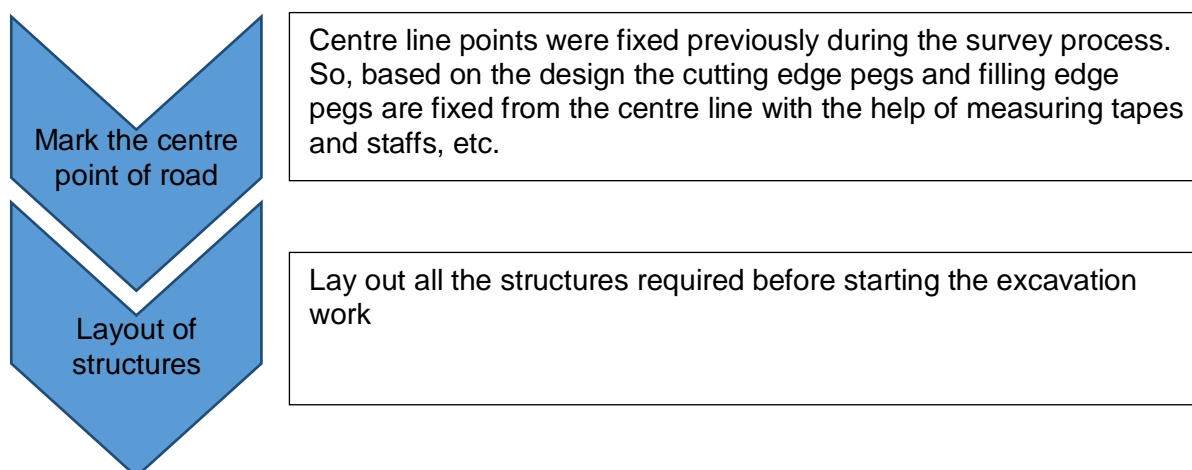 Mark the centre
point of road
Centre line points were fixed previously during the survey process.
So, based on the design the cutting edge pegs and filling edge
pegs are fixed from the centre line with the help of measuring tapes
and staffs, etc.
Layout of
structures
Lay out all the structures required before starting the excavation
work